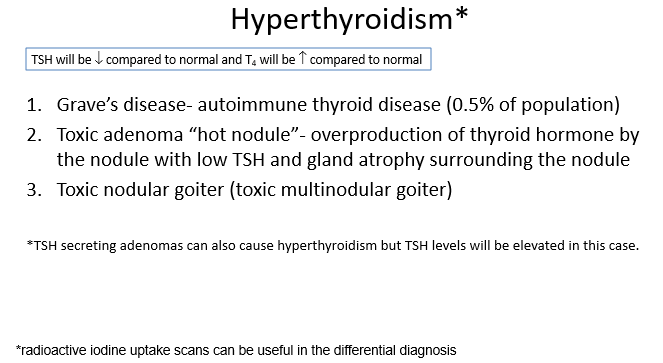 Hyperthyroidism*
TSH will be ↓ compared to normal and T₄ will be ↑ compared to normal
1. Grave’s disease- autoimmune thyroid disease (0.5% of population)
2. Toxic adenoma “hot nodule”- overproduction of thyroid hormone by
the nodule with low TSH and gland atrophy surrounding the nodule
3. Toxic nodular goiter (toxic multinodular goiter)
*TSH secreting adenomas can also cause hyperthyroidism but TSH levels will be elevated in this case.
*radioactive iodine uptake scans can be useful in the differential diagnosis